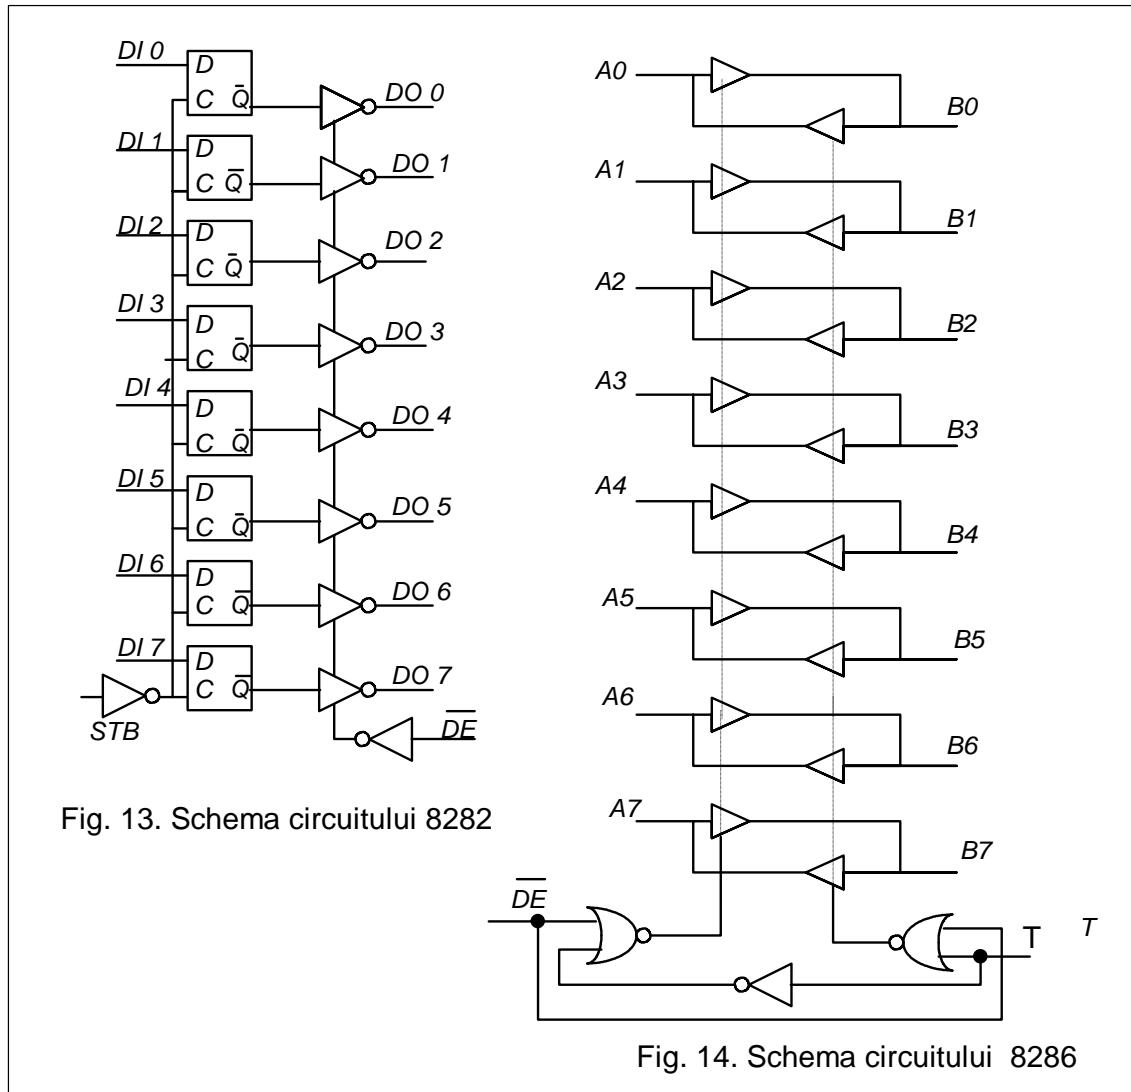 DI 0
D
C Q̅
DO 0
DI 1
D
C Q̅
DO 1
DI 2
D
C Q̅
DO 2
DI 3
D
C Q̅
DO 3
DI 4
D
C Q̅
DO 4
DI 5
D
C Q̅
DO 5
DI 6
D
C Q̅
DO 6
DI 7
D
C Q̅
DO 7
STB
D̅E̅
Fig. 13. Schema circuitului 8282
A0
B0
A1
B1
A2
B2
A3
B3
A4
B4
A5
B5
A6
B6
A7
B7
D̅E̅
T
T
Fig. 14. Schema circuitului 8286